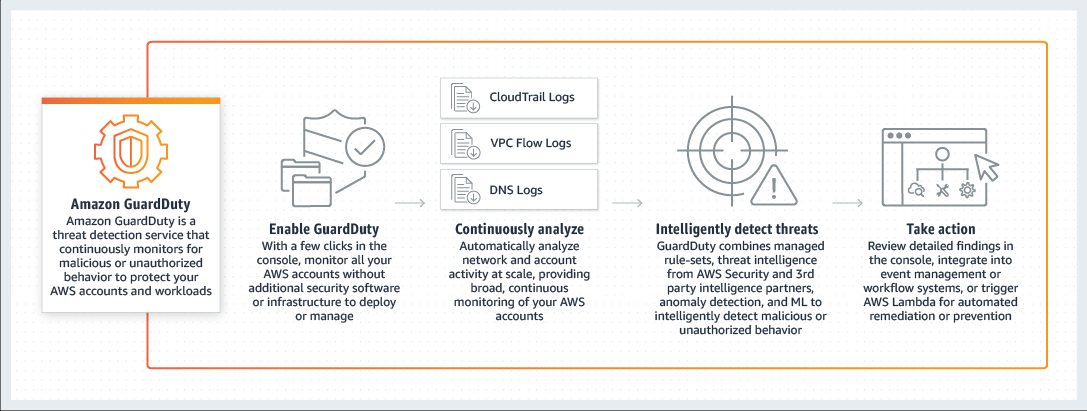 Amazon GuardDuty
Amazon GuardDuty is a
threat detection service that
continuously monitors for
malicious or unauthorized
behavior to protect your
AWS accounts and workloads
Enable GuardDuty
With a few clicks in the
console, monitor all your
AWS accounts without
additional security software
or infrastructure to deploy
or manage
CloudTrail Logs
VPC Flow Logs
DNS Logs
Continuously analyze
Automatically analyze
network and account
activity at scale, providing
broad, continuous
monitoring of your AWS
accounts
Intelligently detect threats
GuardDuty combines managed
rule-sets, threat intelligence
from AWS Security and 3rd
party intelligence partners,
anomaly detection, and ML to
intelligently detect malicious or
unauthorized behavior
Take action
Review detailed findings in
the console, integrate into
event management or
workflow systems, or trigger
AWS Lambda for automated
remediation or prevention